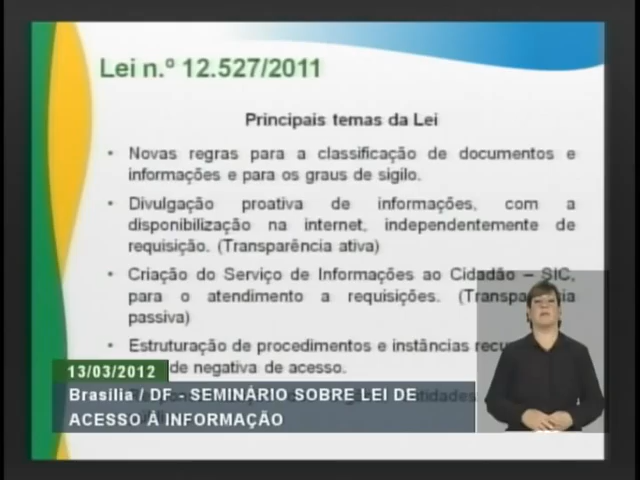 Lei n.º 12.527/2011
Principais temas da Lei
• Novas regras para a classificação de documentos e
informações e para os graus de sigilo.
• Divulgação proativa de informações, com a
disponibilização na internet, independentemente de
requisição. (Transparência ativa)
• Criação do Serviço de Informações ao Cidadão – SIC,
para o atendimento a requisições. (Transparência
passiva)
• Estruturação de procedimentos e instâncias
de negativa de acesso.
13/03/2012
Brasília / DF - SEMINÁRIO SOBRE LEI DE
ACESSO À INFORMAÇÃO